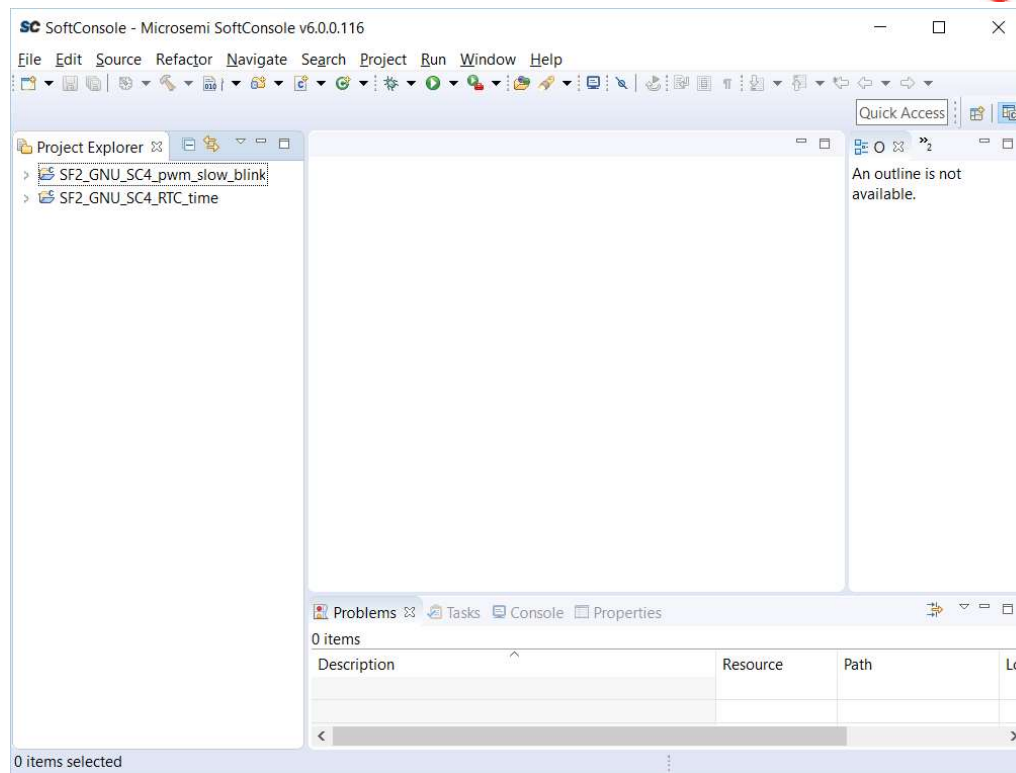 SC SoftConsole - Microsemi SoftConsole v6.0.0.116
File Edit Source Refactor Navigate Search Project Run Window Help
Quick Access
Project Explorer
O
»2
SF2_GNU_SC4_pwm_slow_blink
SF2_GNU_SC4_RTC_time
An outline is not
available.
Problems Tasks Console Properties
0 items
Description Resource Path
0 items selected